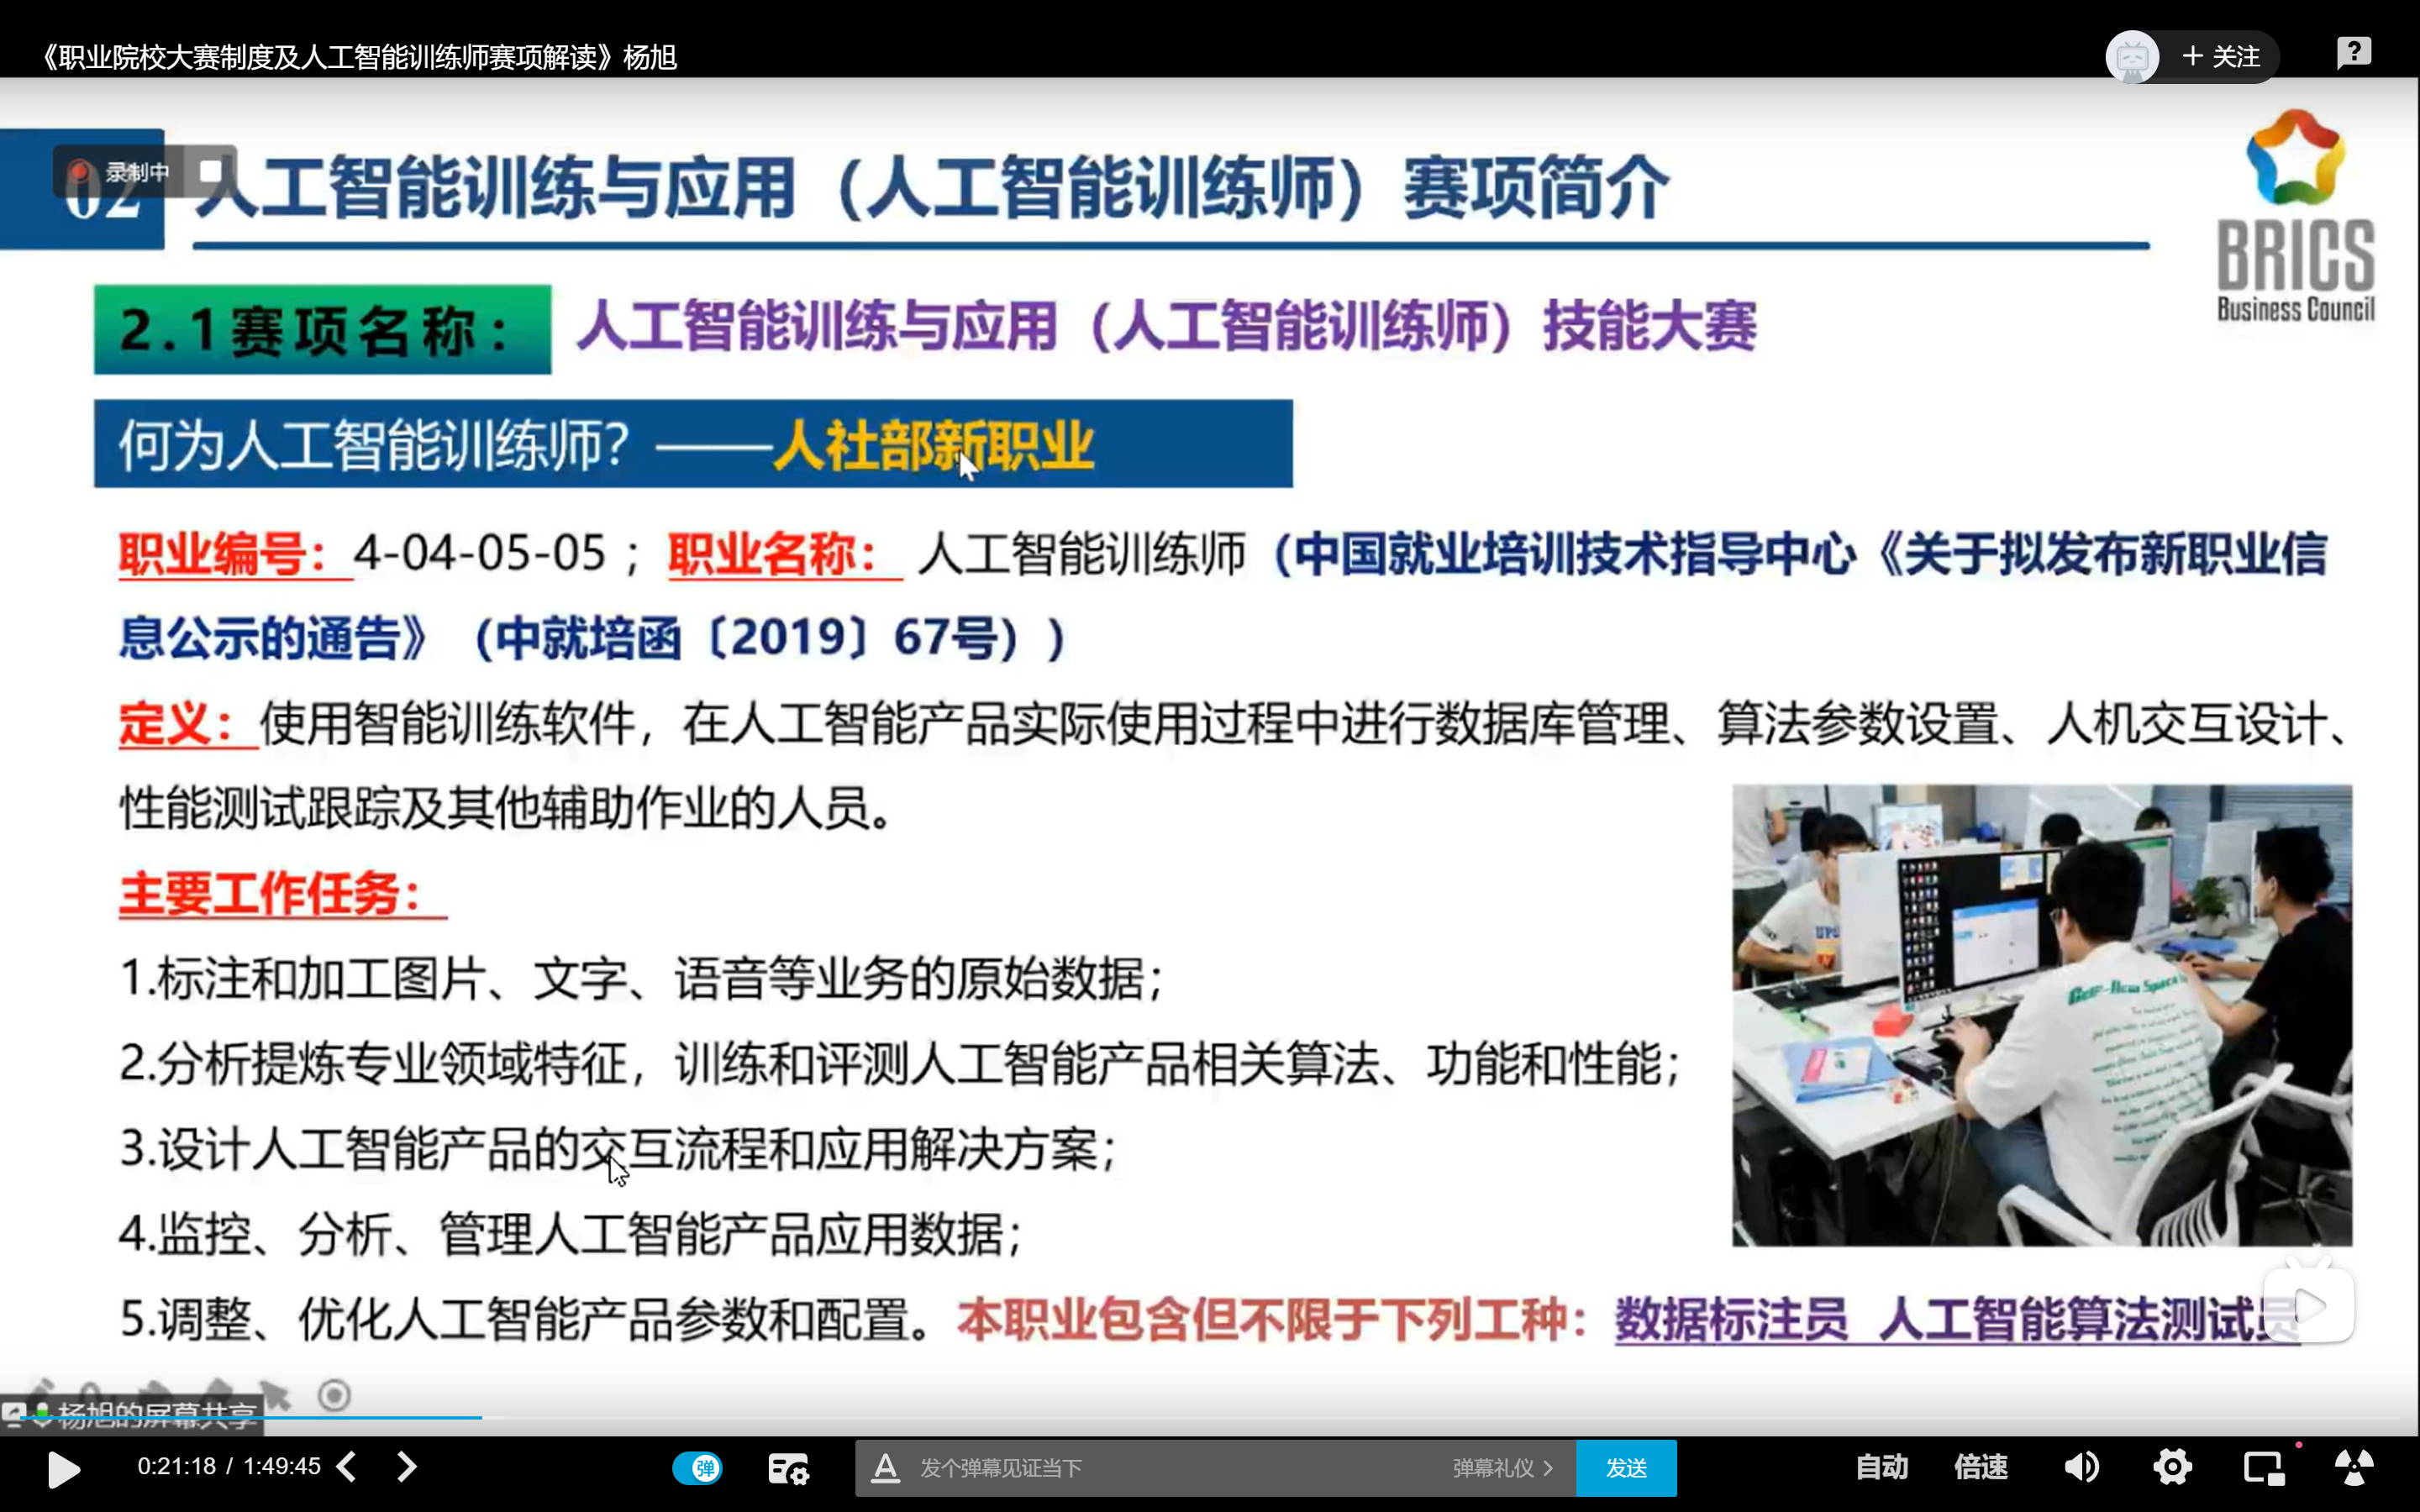 《职业院校大赛制度及人工智能训练师赛项解读》杨旭
+ 关注
录制中
02 人工智能训练与应用（人工智能训练师）赛项简介
BRICS
Business Council
2.1赛项名称：
人工智能训练与应用（人工智能训练师）技能大赛
何为人工智能训练师？——人社部新职业
职业编号：4-04-05-05；职业名称： 人工智能训练师（中国就业培训技术指导中心《关于拟发布新职业信
息公示的通告》（中就培函〔2019〕67号））
定义：使用智能训练软件，在人工智能产品实际使用过程中进行数据库管理、算法参数设置、人机交互设计、
性能测试跟踪及其他辅助作业的人员。
主要工作任务：
1.标注和加工图片、文字、语音等业务的原始数据；
2.分析提炼专业领域特征，训练和评测人工智能产品相关算法、功能和性能；
3.设计人工智能产品的交互流程和应用解决方案；
4.监控、分析、管理人工智能产品应用数据；
5.调整、优化人工智能产品参数和配置。本职业包含但不限于下列工种：数据标注员 人工智能算法测试员
杨旭的屏幕共享
0:21:18 / 1:49:45
弹
发个弹幕见证当下
弹幕礼仪 >
发送
自动
倍速